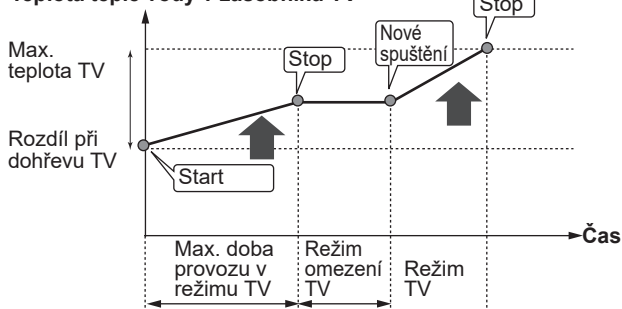 Teplota teplé vody v zásobníku TV
Stop
Max.
teplota TV
Nové
spuštění
Stop
Rozdíl při
dohřevu TV
Start
Čas
Max. doba
provozu v
režimu TV
Režim
omezení
TV
Režim
TV